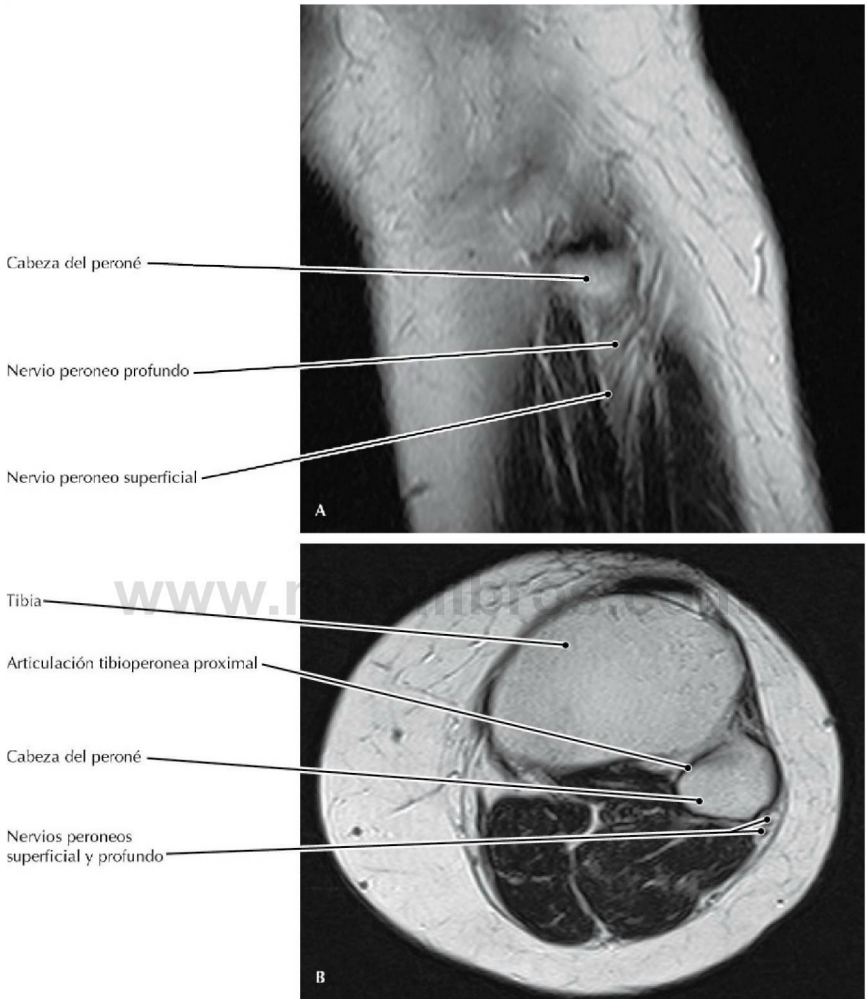 Cabeza del peroné
Nervio peroneo profundo
Nervio peroneo superficial
A
Tibia
Articulación tibioperonea proximal
Cabeza del peroné
Nervios peroneos
superficial y profundo
B